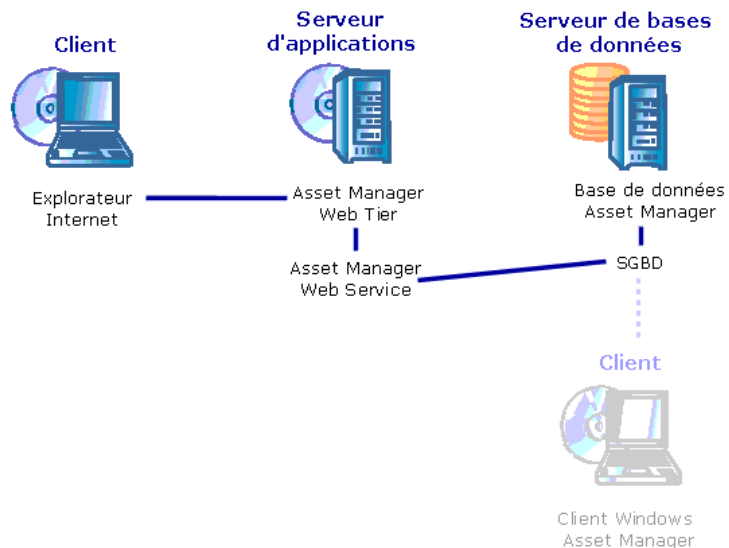 Client
Serveur
d'applications
Serveur de bases
de données
Explorateur
Internet
Asset Manager
Web Tier
Base de données
Asset Manager
Asset Manager
Web Service
SGBD
Client
Client Windows
Asset Manager